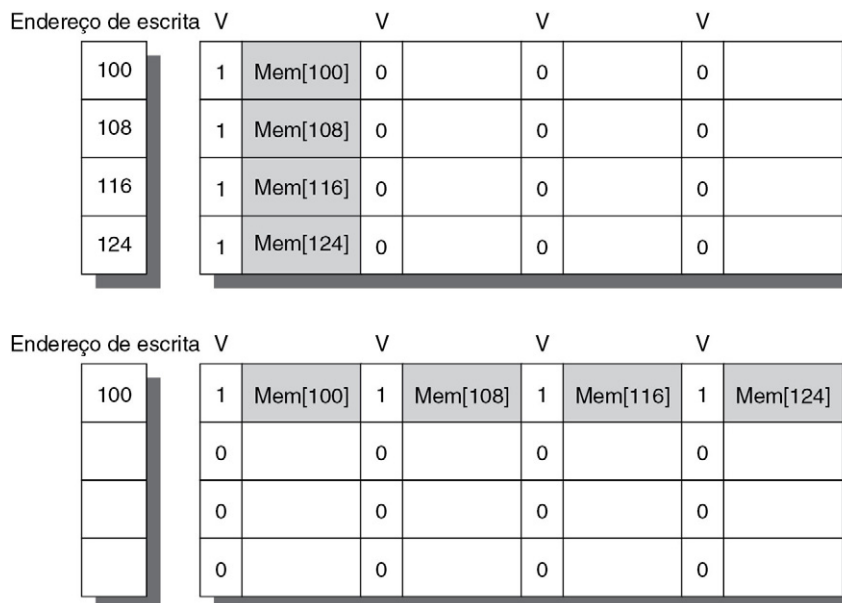 Endereço de escrita V V V V
100 1 Mem[100] 0 0 0
108 1 Mem[108] 0 0 0
116 1 Mem[116] 0 0 0
124 1 Mem[124] 0 0 0
Endereço de escrita V V V V
100 1 Mem[100] 1 Mem[108] 1 Mem[116] 1 Mem[124]
0 0 0 0
0 0 0 0
0 0 0 0